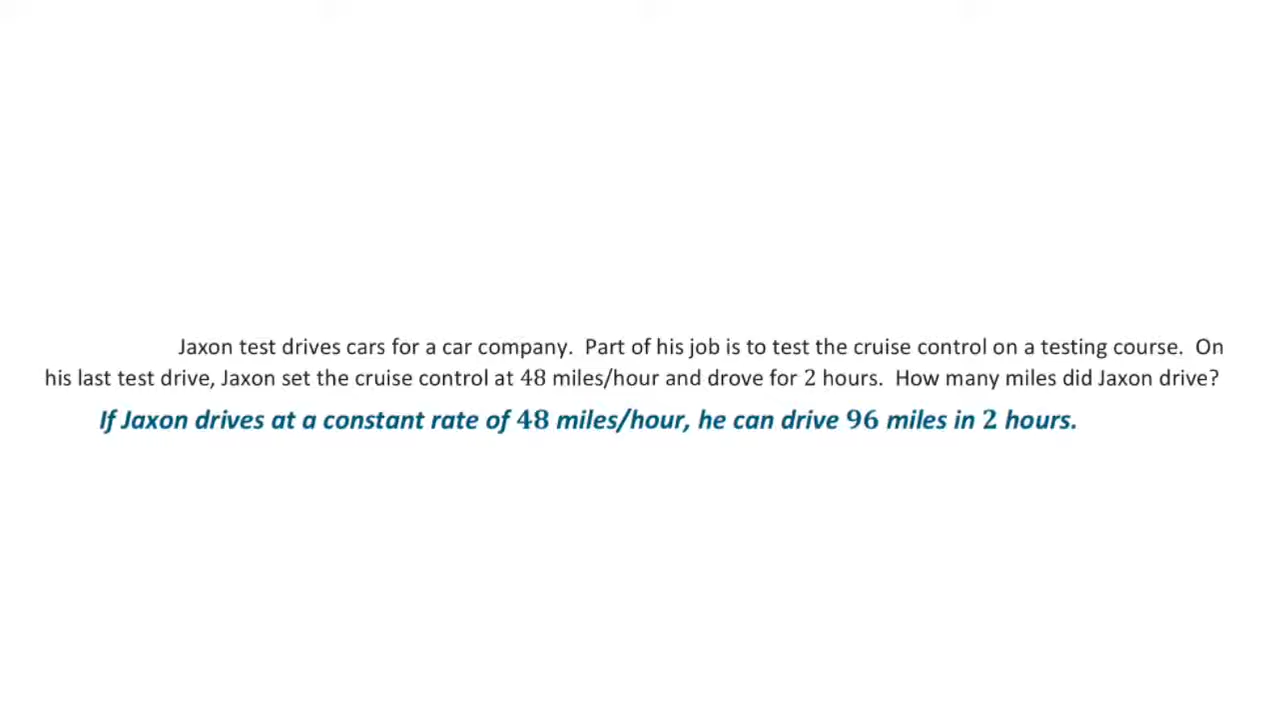 Jaxon test drives cars for a car company.  Part of his job is to test the cruise control on a testing course.  On
his last test drive, Jaxon set the cruise control at 48 miles/hour and drove for 2 hours.  How many miles did Jaxon drive?
If Jaxon drives at a constant rate of 48 miles/hour, he can drive 96 miles in 2 hours.